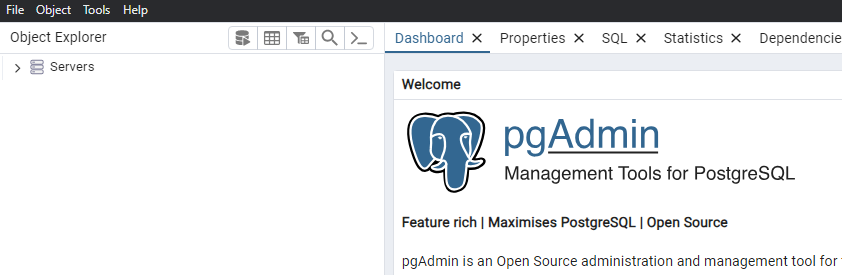 File Object Tools Help
Object Explorer
Dashboard Properties SQL Statistics Dependencie
Servers
Welcome
pgAdmin
Management Tools for PostgreSQL
Feature rich | Maximises PostgreSQL | Open Source
pgAdmin is an Open Source administration and management tool for